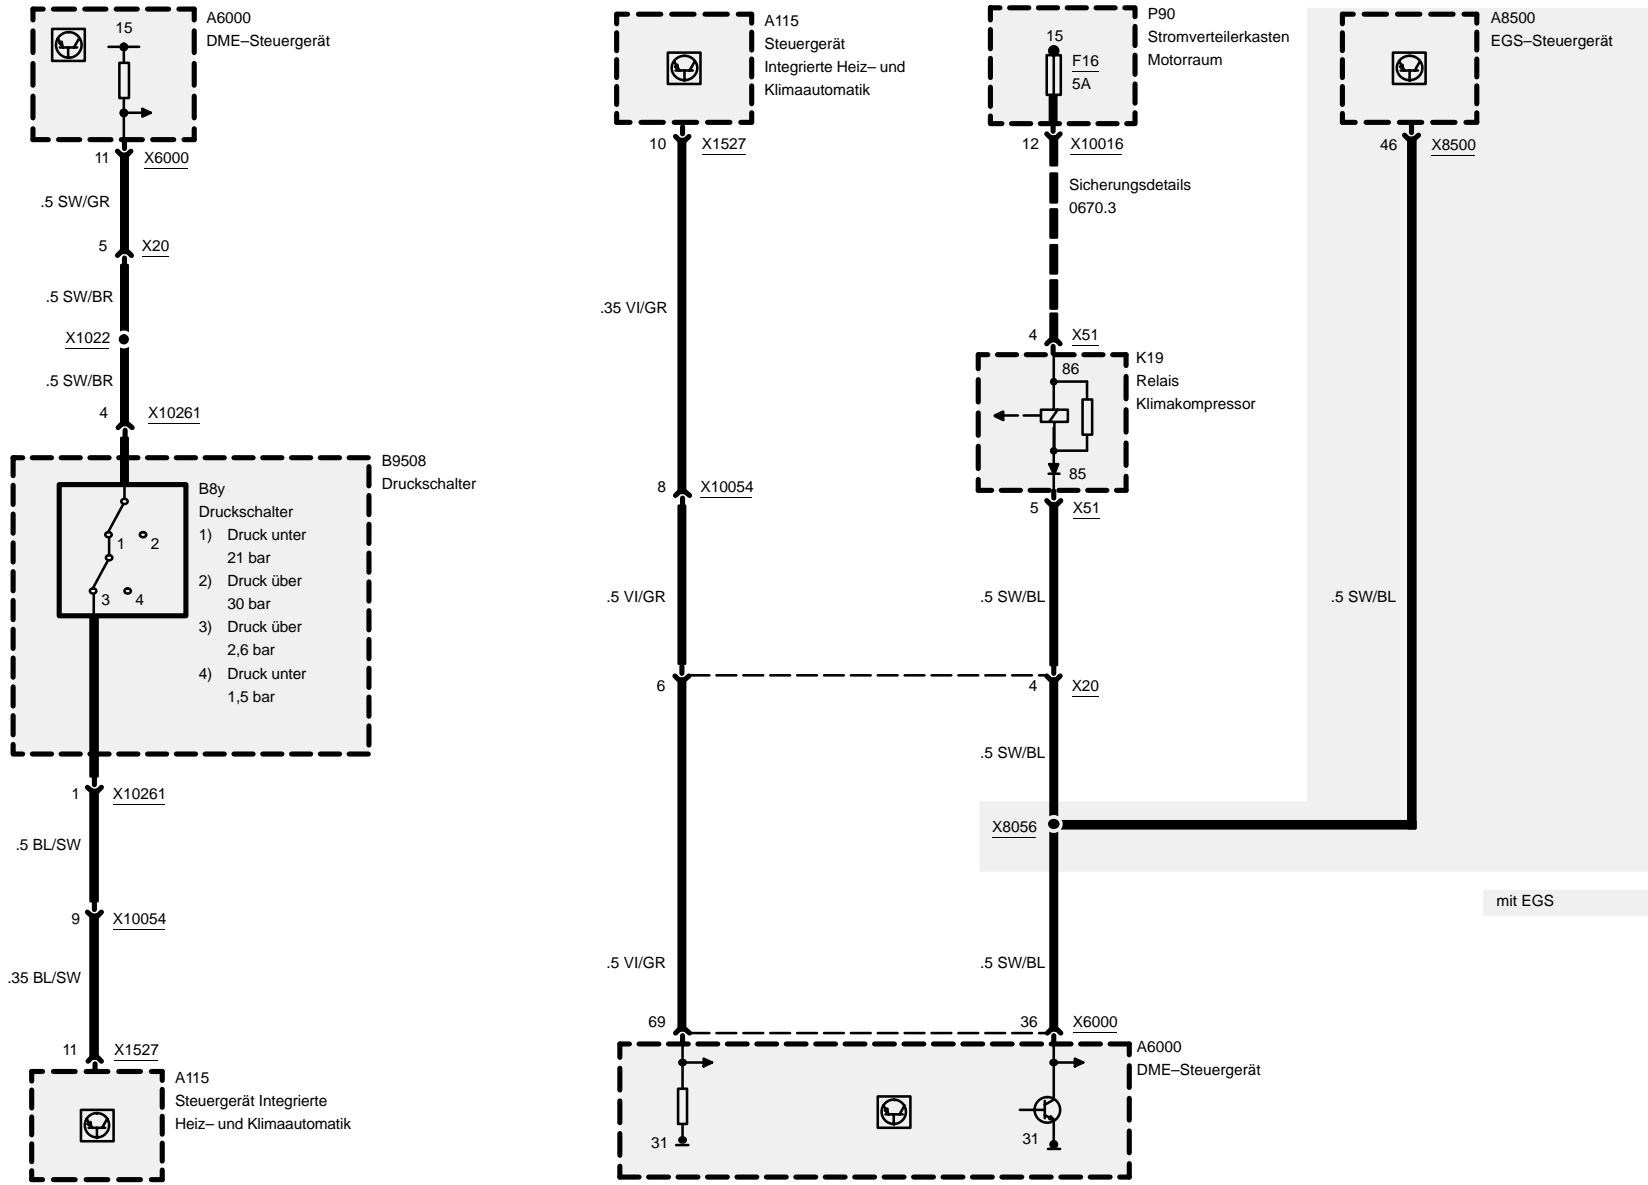 A6000
DME–Steuergerät
15
11
X6000
.5 SW/GR
5
X20
.5 SW/BR
X1022
.5 SW/BR
4
X10261
B9508
Druckschalter
B8y
Druckschalter
1) Druck unter
21 bar
2) Druck über
30 bar
3) Druck über
2,6 bar
4) Druck unter
1,5 bar
1
2
3
4
1
X10261
.5 BL/SW
9
X10054
.35 BL/SW
11
X1527
A115
Steuergerät Integrierte
Heiz– und Klimaautomatik
A115
Steuergerät
Integrierte Heiz– und
Klimaautomatik
10
X1527
.35 VI/GR
8
X10054
.5 VI/GR
6
.5 VI/GR
69
P90
Stromverteilerkasten
Motorraum
15
F16
5A
12
X10016
Sicherungsdetails
0670.3
4
X51
K19
Relais
Klimakompressor
86
85
5
X51
.5 SW/BL
4
X20
.5 SW/BL
X8056
.5 SW/BL
36
X6000
A6000
DME–Steuergerät
31
31
A8500
EGS–Steuergerät
46
X8500
.5 SW/BL
mit EGS